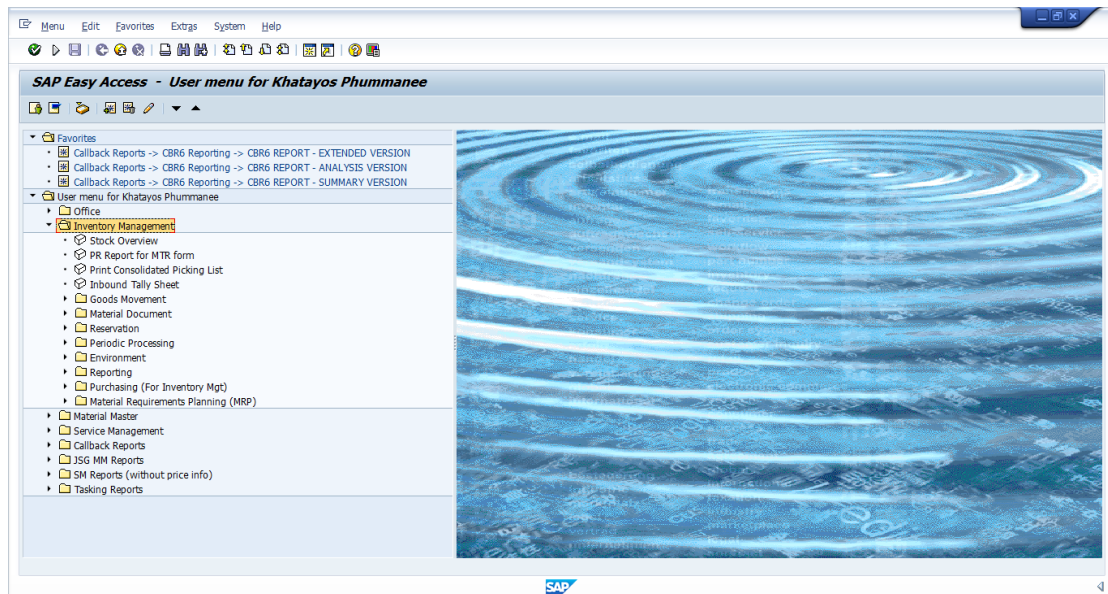 Menu Edit Favorites Extras System Help
SAP Easy Access - User menu for Khatayos Phummanee
Favorites
Callback Reports -> CBR6 Reporting -> CBR6 REPORT - EXTENDED VERSION
Callback Reports -> CBR6 Reporting -> CBR6 REPORT - ANALYSIS VERSION
Callback Reports -> CBR6 Reporting -> CBR6 REPORT - SUMMARY VERSION
User menu for Khatayos Phummanee
Office
Inventory Management
Stock Overview
PR Report for MTR form
Print Consolidated Picking List
Inbound Tally Sheet
Goods Movement
Material Document
Reservation
Periodic Processing
Environment
Reporting
Purchasing (For Inventory Mgt)
Material Requirements Planning (MRP)
Material Master
Service Management
Callback Reports
JSG MM Reports
SM Reports (without price info)
Tasking Reports
marketplace
SAP